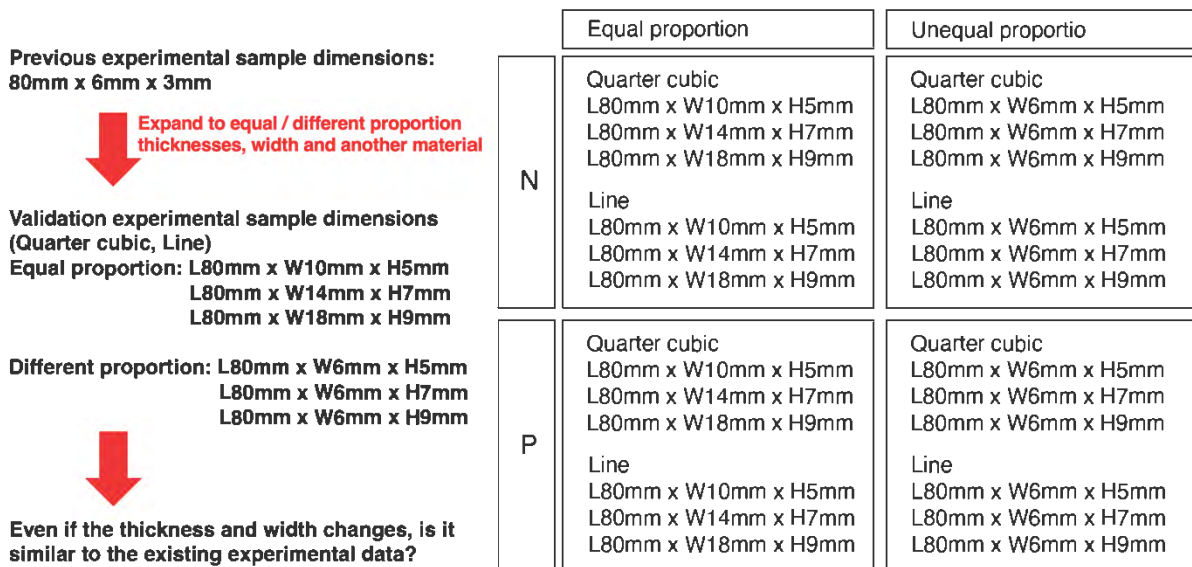 Previous experimental sample dimensions:
80mm x 6mm x 3mm
Expand to equal / different proportion
thicknesses, width and another material
Validation experimental sample dimensions
(Quarter cubic, Line)
Equal proportion: L80mm x W10mm x H5mm
L80mm x W14mm x H7mm
L80mm x W18mm x H9mm
Different proportion: L80mm x W6mm x H5mm
L80mm x W6mm x H7mm
L80mm x W6mm x H9mm
Even if the thickness and width changes, is it
similar to the existing experimental data?
Equal proportion
Unequal proportio
N
Quarter cubic
L80mm x W10mm x H5mm
L80mm x W14mm x H7mm
L80mm x W18mm x H9mm
Line
L80mm x W10mm x H5mm
L80mm x W14mm x H7mm
L80mm x W18mm x H9mm
Quarter cubic
L80mm x W6mm x H5mm
L80mm x W6mm x H7mm
L80mm x W6mm x H9mm
Line
L80mm x W6mm x H5mm
L80mm x W6mm x H7mm
L80mm x W6mm x H9mm
P
Quarter cubic
L80mm x W10mm x H5mm
L80mm x W14mm x H7mm
L80mm x W18mm x H9mm
Line
L80mm x W10mm x H5mm
L80mm x W14mm x H7mm
L80mm x W18mm x H9mm
Quarter cubic
L80mm x W6mm x H5mm
L80mm x W6mm x H7mm
L80mm x W6mm x H9mm
Line
L80mm x W6mm x H5mm
L80mm x W6mm x H7mm
L80mm x W6mm x H9mm